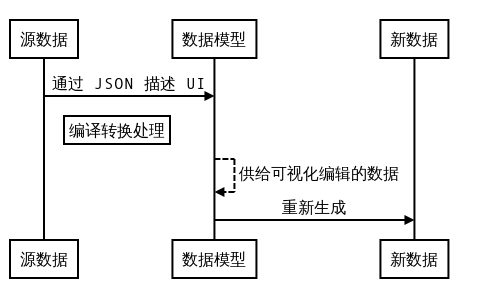 源数据
数据模型
新数据
通过 JSON 描述 UI
编译转换处理
供给可视化编辑的数据
重新生成
源数据
数据模型
新数据